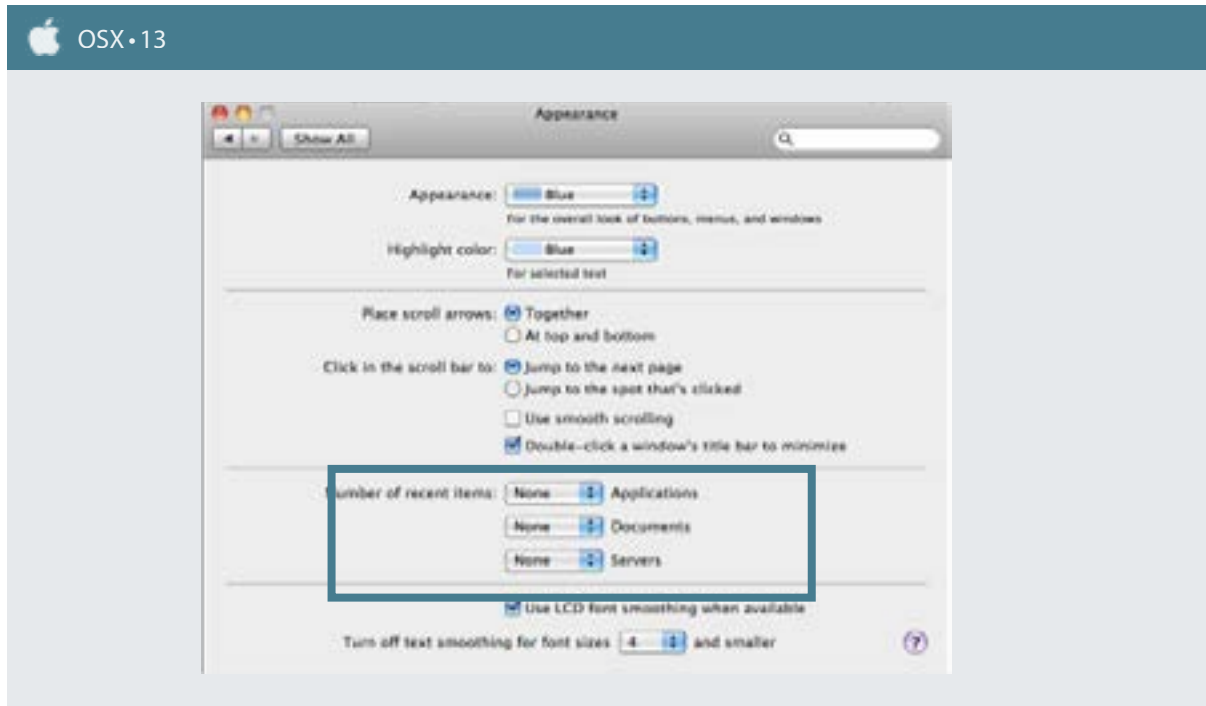 OSX•13
Appearance
Show All
Appearance: Blue
For the overall look of buttons, menus, and windows
Highlight color: Blue
For selected text
Place scroll arrows: Together
At top and bottom
Click in the scroll bar to: Jump to the next page
Jump to the spot that's clicked
Use smooth scrolling
Double-click a window's title bar to minimize
Number of recent items: None Applications
None Documents
None Servers
Use LCD font smoothing when available
Turn off text smoothing for font sizes 4 and smaller
?